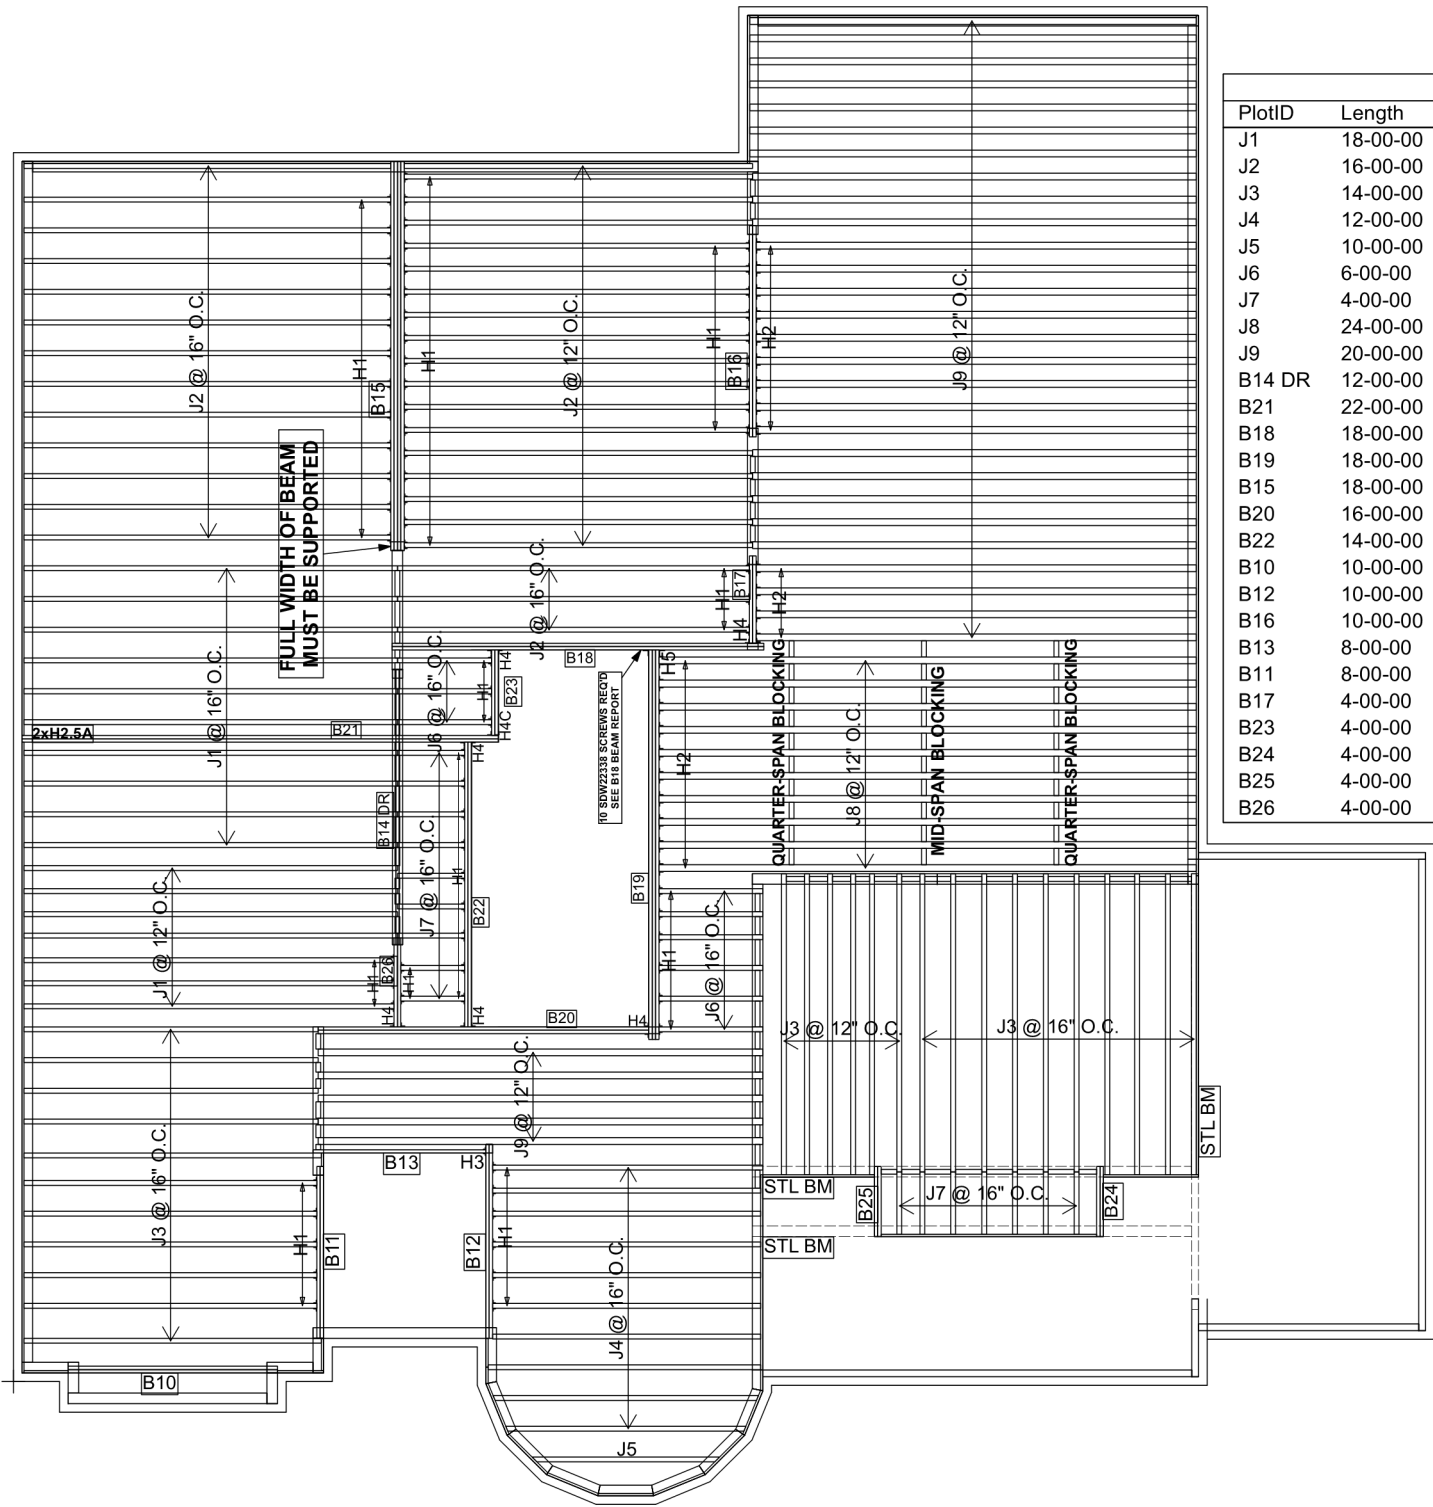 PlotID Length
J1 18-00-00
J2 16-00-00
J3 14-00-00
J4 12-00-00
J5 10-00-00
J6 6-00-00
J7 4-00-00
J8 24-00-00
J9 20-00-00
B14 DR 12-00-00
B21 22-00-00
B18 18-00-00
B19 18-00-00
B15 18-00-00
B20 16-00-00
B22 14-00-00
B10 10-00-00
B12 10-00-00
B16 10-00-00
B13 8-00-00
B11 8-00-00
B17 4-00-00
B23 4-00-00
B24 4-00-00
B25 4-00-00
B26 4-00-00
J2 @ 16" O.C.
H1
B15
H1
J2 @ 12" O.C.
H1
B16
H2
J9 @ 12" O.C.
FULL WIDTH OF BEAM
MUST BE SUPPORTED
J2 @ 16" O.C.
H1
B17
H4
H2
J1 @ 16" O.C.
2xH2.5A
B21
J6 @ 16" O.C.
H1
H4
B23
H4C
B18
H5
10 SDW22338 SCREWS REQ'D
SEE B18 BEAM REPORT
H2
QUARTER-SPAN BLOCKING
J8 @ 12" O.C.
MID-SPAN BLOCKING
QUARTER-SPAN BLOCKING
B14 DR
H4
J7 @ 16" O.C.
H1
B22
B19
J1 @ 12" O.C.
H1
B26
H1
H4
H4
B20
H4
H1
J6 @ 16" O.C.
J3 @ 12" O.C.
J3 @ 16" O.C.
STL BM
J3 @ 16" O.C.
J9 @ 12" O.C.
B13
H3
H1
B11
B12
H1
J4 @ 16" O.C.
STL BM
B25
J7 @ 16" O.C.
B24
STL BM
B10
J5